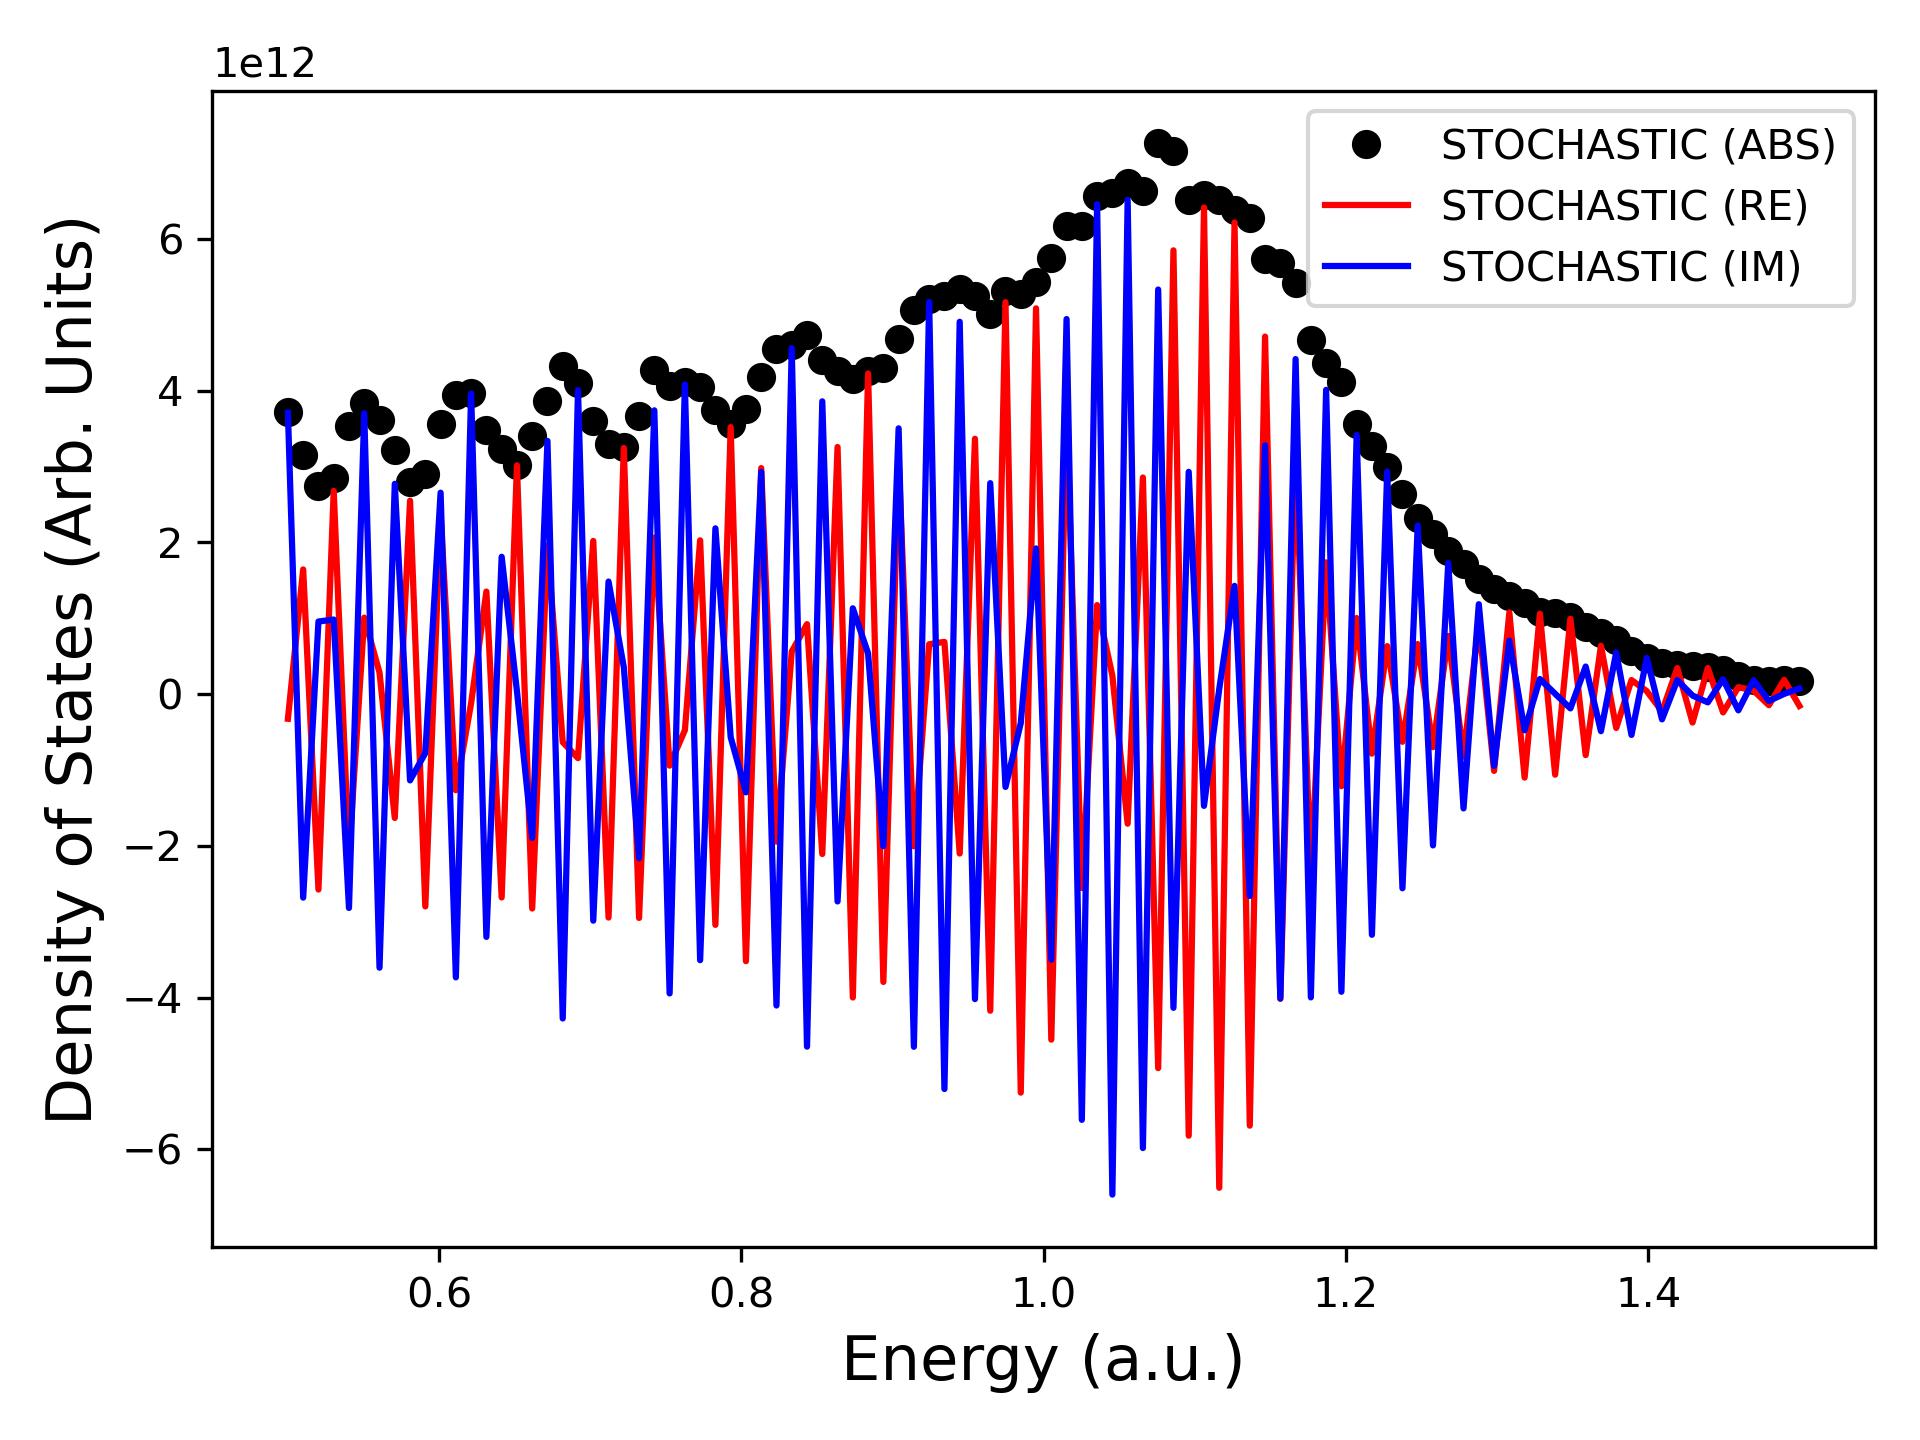 1e12
STOCHASTIC (ABS)
STOCHASTIC (RE)
STOCHASTIC (IM)
Density of States (Arb. Units)
6
4
2
0
−2
−4
−6
0.6 0.8 1.0 1.2 1.4
Energy (a.u.)